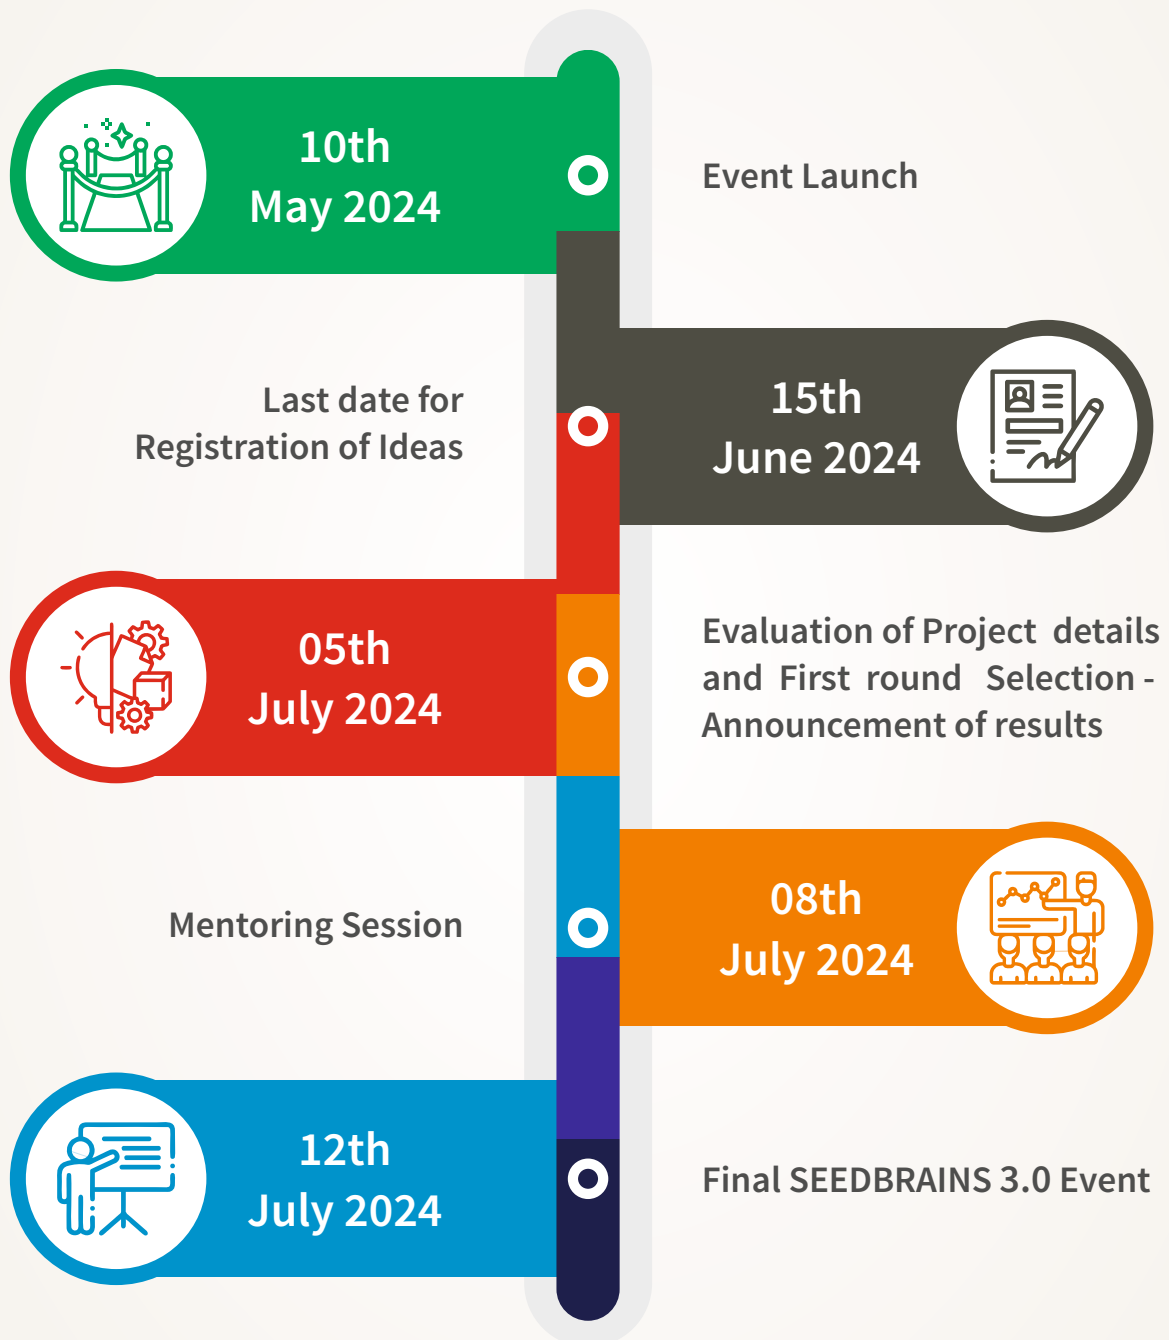 10th
May 2024
Event Launch
Last date for
Registration of Ideas
15th
June 2024
05th
July 2024
Evaluation of Project details
and First round Selection -
Announcement of results
Mentoring Session
08th
July 2024
12th
July 2024
Final SEEDBRAINS 3.0 Event